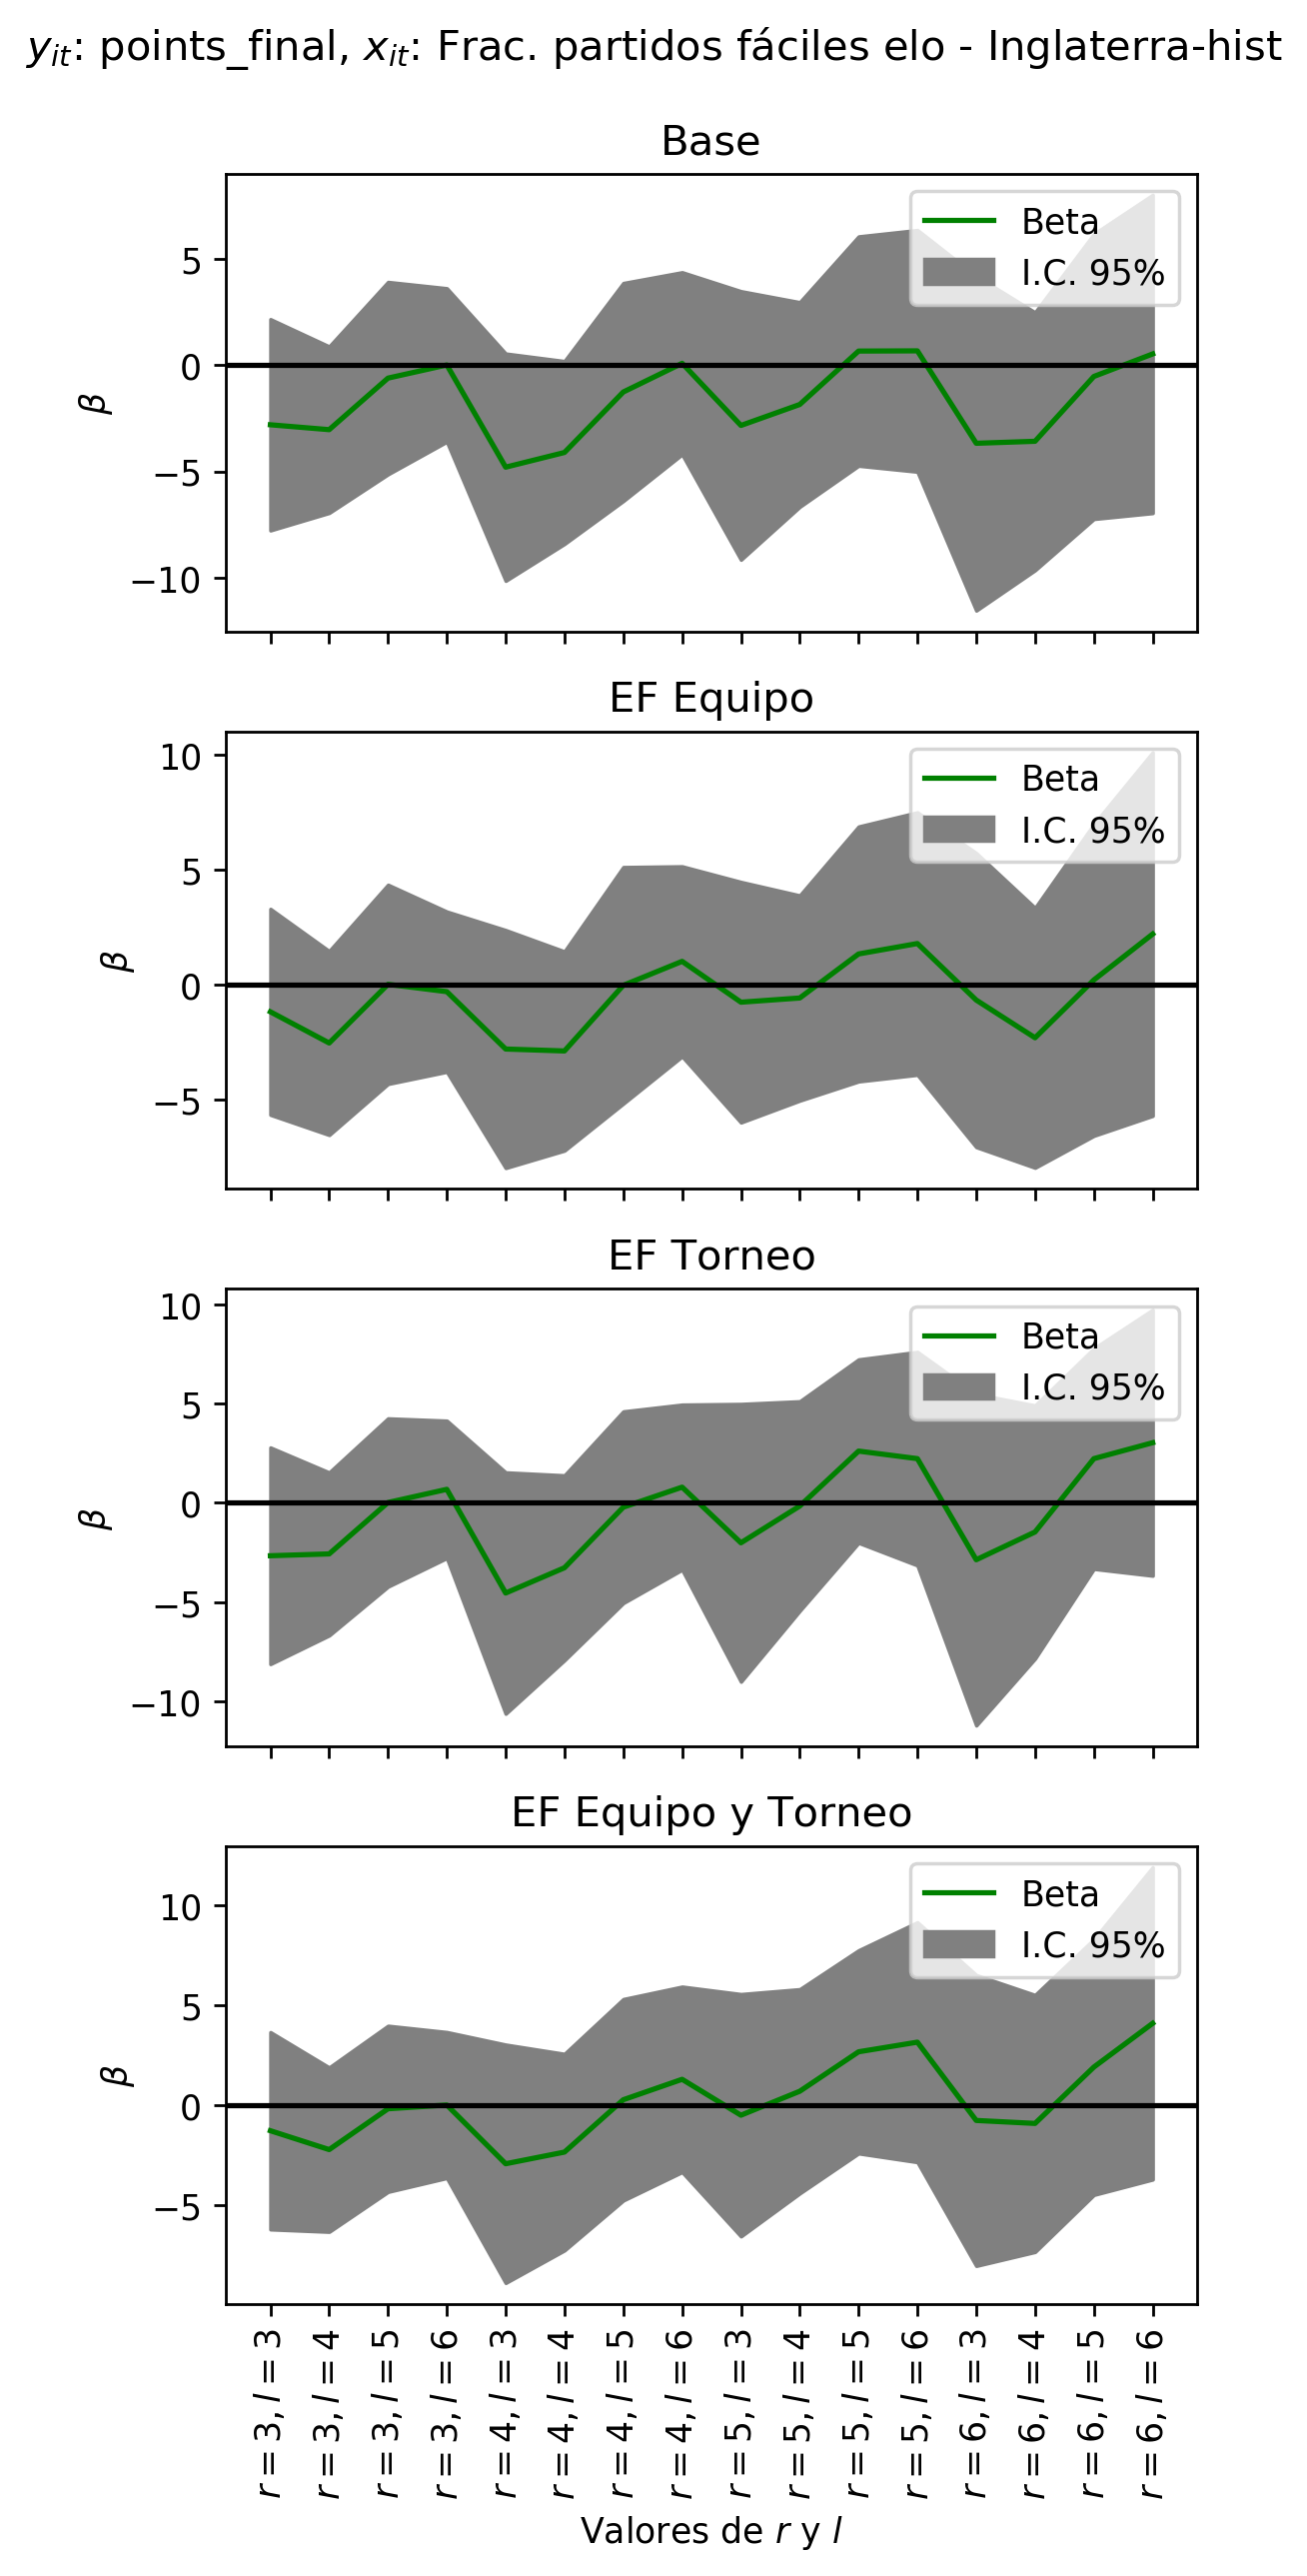 y_it: points_final, x_it: Frac. partidos fáciles elo - Inglaterra-hist
Base
Beta
I.C. 95%
5
0
−5
−10
β
EF Equipo
Beta
I.C. 95%
10
5
0
−5
β
EF Torneo
Beta
I.C. 95%
10
5
0
−5
−10
β
EF Equipo y Torneo
Beta
I.C. 95%
10
5
0
−5
β
r = 3, l = 3
r = 3, l = 4
r = 3, l = 5
r = 3, l = 6
r = 4, l = 3
r = 4, l = 4
r = 4, l = 5
r = 4, l = 6
r = 5, l = 3
r = 5, l = 4
r = 5, l = 5
r = 5, l = 6
r = 6, l = 3
r = 6, l = 4
r = 6, l = 5
r = 6, l = 6
Valores de r y l